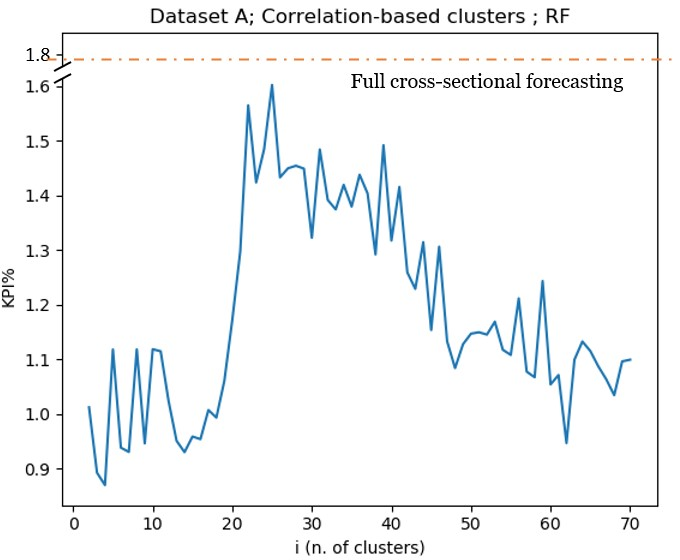 Dataset A; Correlation-based clusters ; RF
1.8
Full cross-sectional forecasting
1.6
1.5
1.4
1.3
1.2
1.1
1.0
0.9
KPI%
0 10 20 30 40 50 60 70
i (n. of clusters)